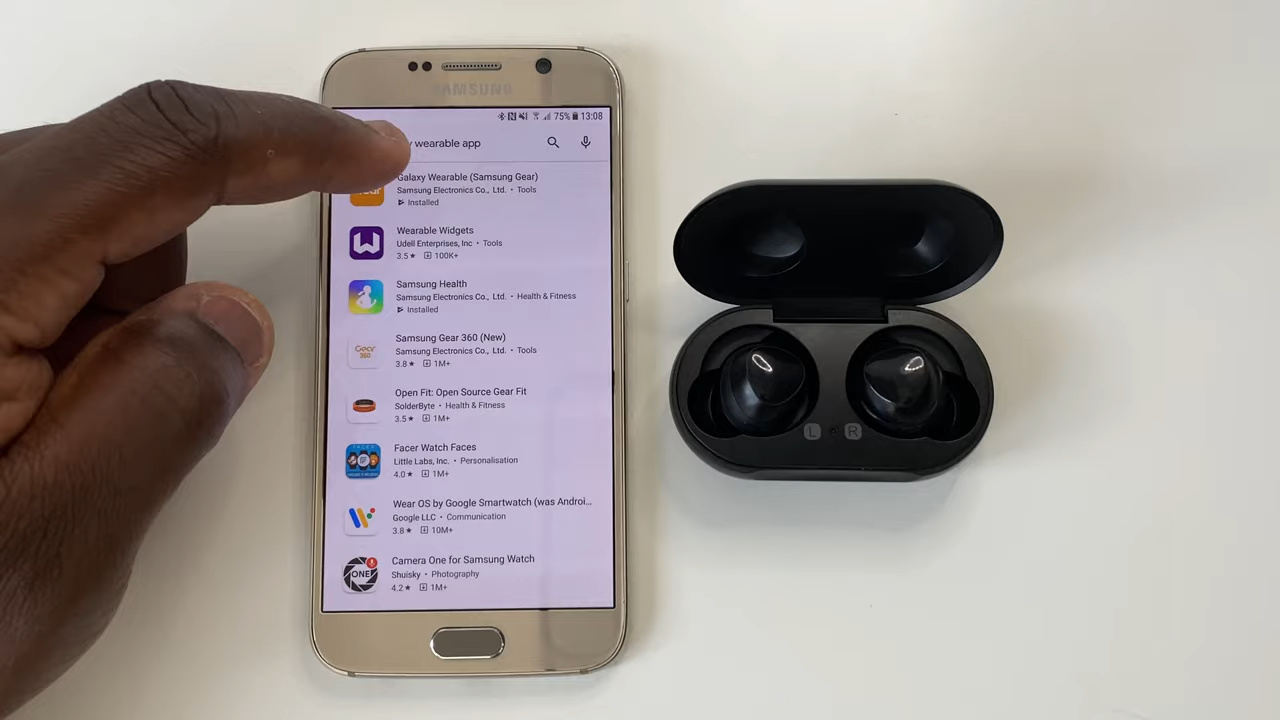 SAMSUNG
75% 13:08
y wearable app
Galaxy Wearable (Samsung Gear)
Samsung Electronics Co., Ltd. • Tools
Installed
Wearable Widgets
Udell Enterprises, Inc • Tools
3.5★ 100K+
Samsung Health
Samsung Electronics Co., Ltd. • Health & Fitness
Installed
Gear
360
Samsung Gear 360 (New)
Samsung Electronics Co., Ltd. • Tools
3.8★ 1M+
Open Fit: Open Source Gear Fit
SolderByte • Health & Fitness
3.5★ 1M+
Facer Watch Faces
Little Labs, Inc. • Personalisation
4.0★ 1M+
Wear OS by Google Smartwatch (was Androi...
Google LLC • Communication
3.8★ 10M+
ONE
Camera One for Samsung Watch
Shuisky • Photography
4.2★ 1M+
L R